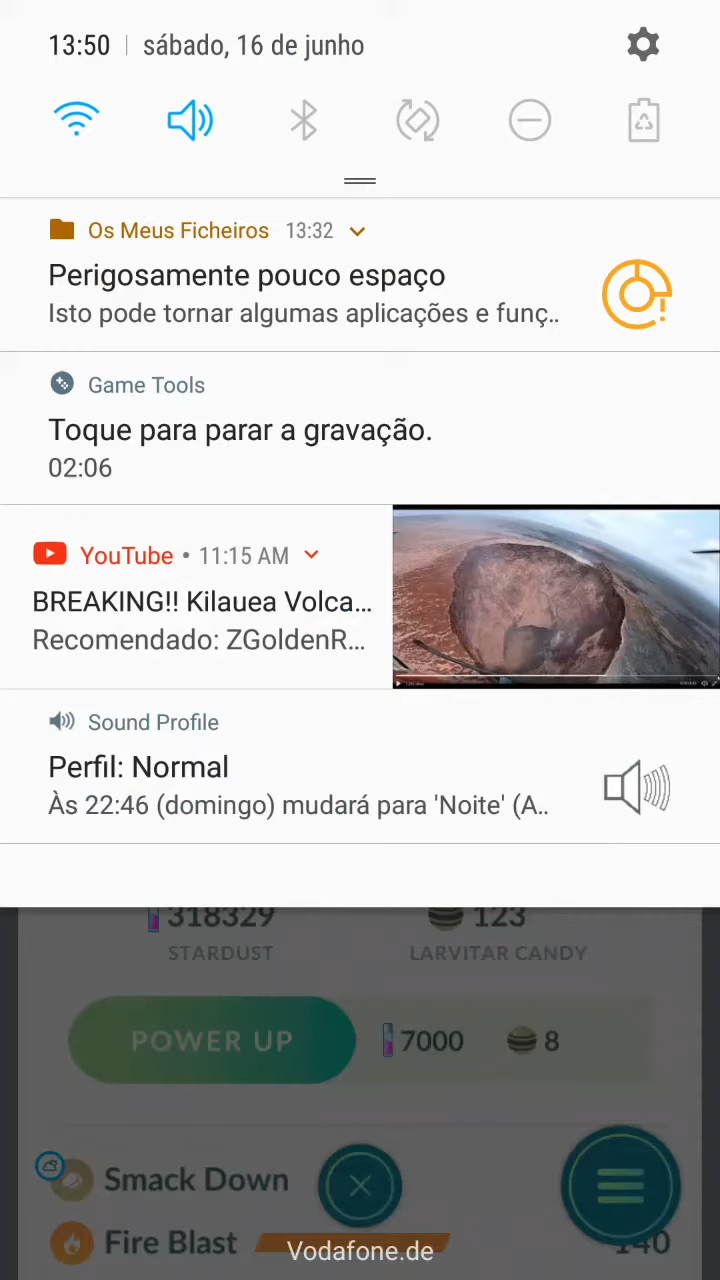 13:50 | sábado, 16 de junho
Os Meus Ficheiros 13:32
Perigosamente pouco espaço
Isto pode tornar algumas aplicações e funç..
Game Tools
Toque para parar a gravação.
02:06
YouTube • 11:15 AM
BREAKING!! Kilauea Volca...
Recomendado: ZGoldenR...
Sound Profile
Perfil: Normal
Às 22:46 (domingo) mudará para 'Noite' (A..
318329 123
STARDUST LARVITAR CANDY
POWER UP 7000 8
Smack Down
Fire Blast 140
Vodafone.de